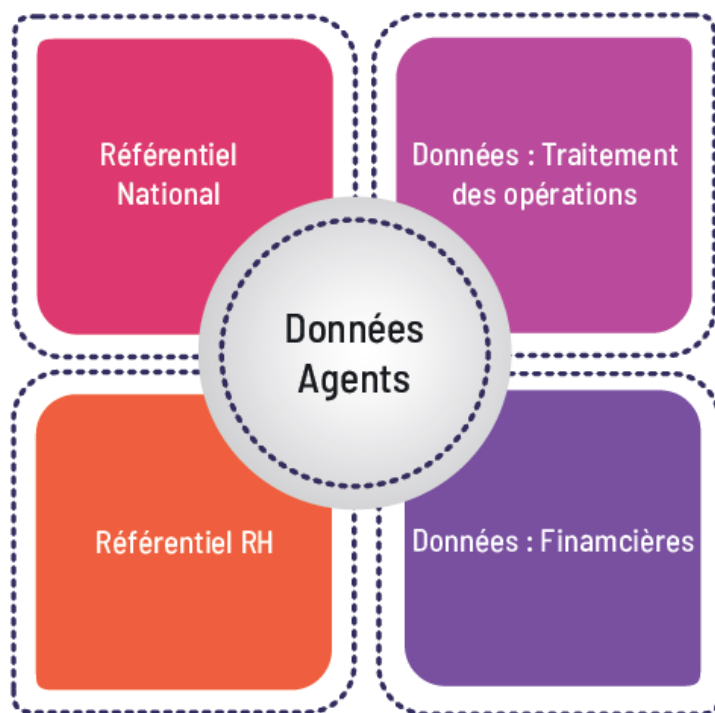 Référentiel
National
Données : Traitement
des opérations
Données
Agents
Référentiel RH
Données : Finamcières